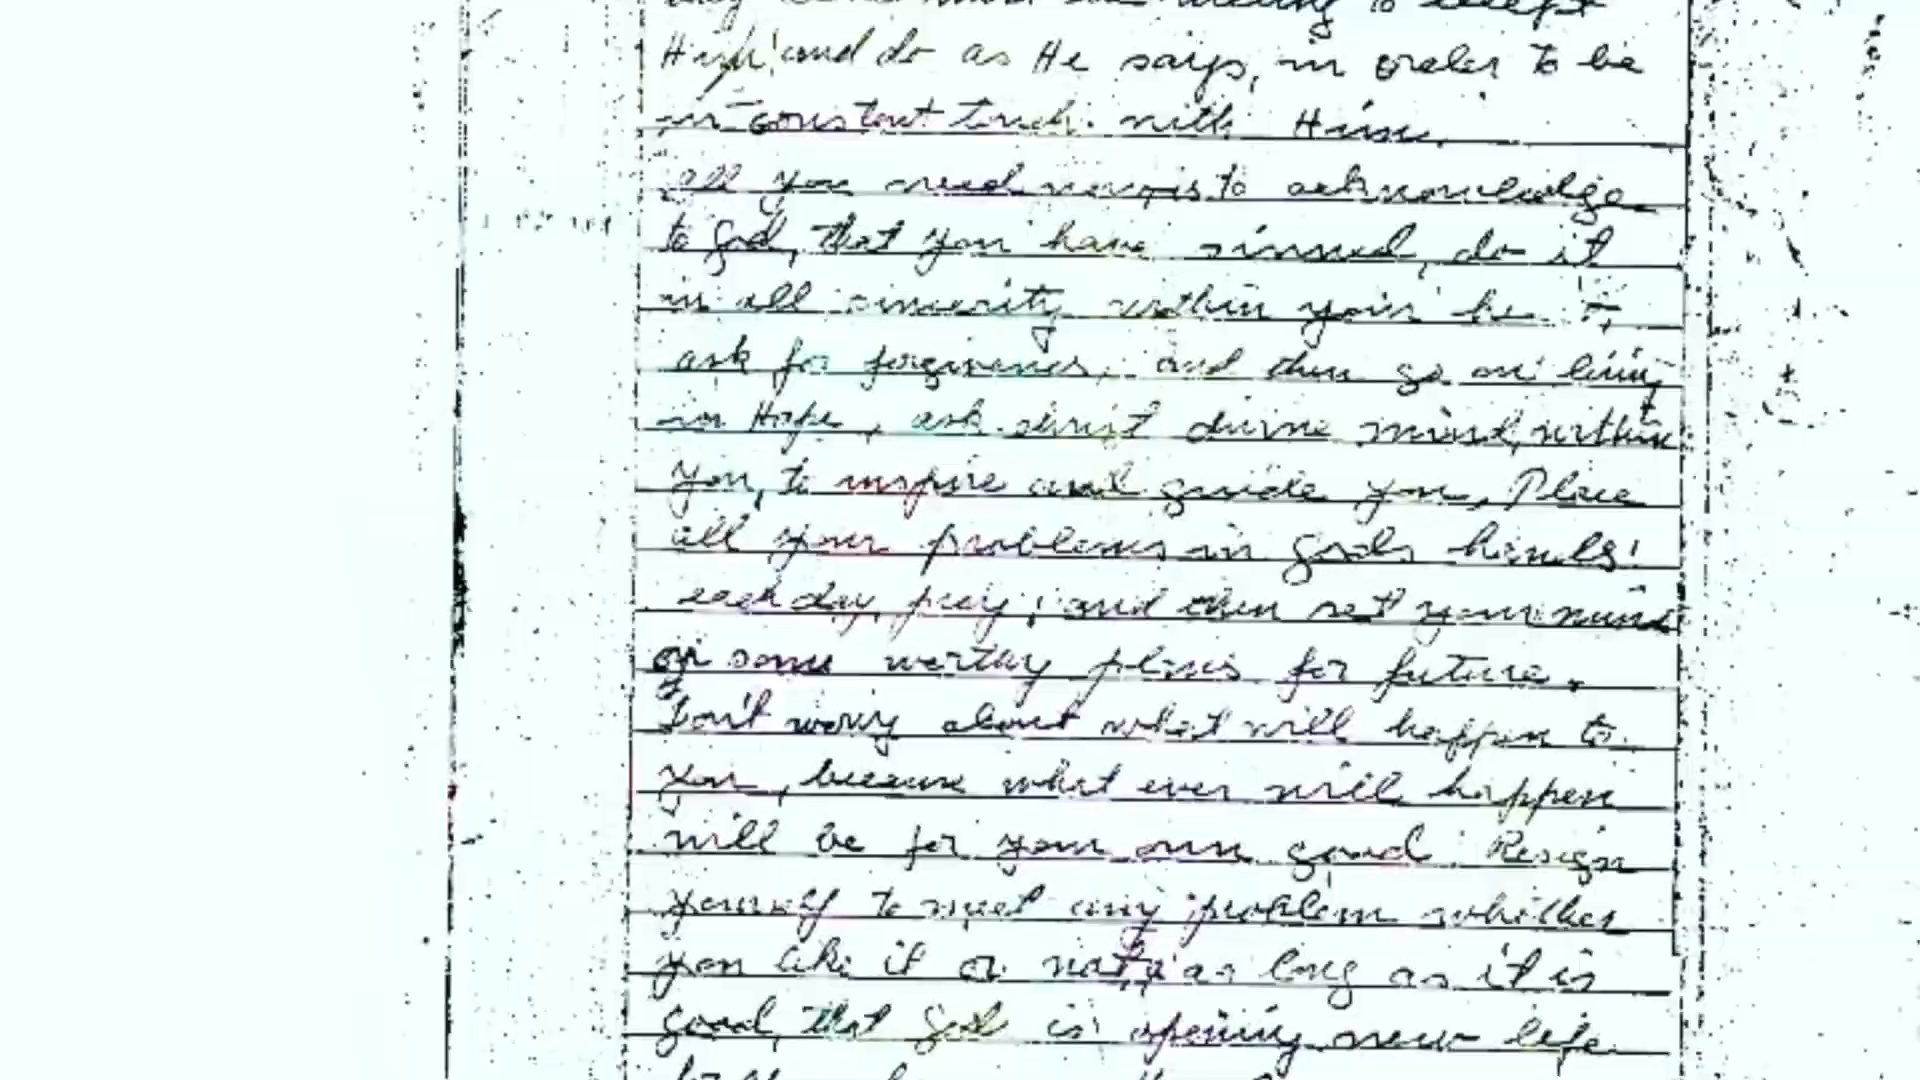 willing to accept
Him and do as He says, in order to be
in constant touch with Him.
all you need now is to acknowledge
to God, that you have sinned, do it
in all sincerity within your
ask for forgiveness, and then go on living
in Hope, ask christ divine mind, within
you, to inspire and guide you, Place
all your problems in gods hands!
each day, pray, and then set your mind
on some worthy plans for future.
Don't worry about what will happen to
you, because what ever will happen
will be for your own good. Resign
yourself to meet any problem whether
you like it or not, as long as it is
good, that God is opening new life
for you